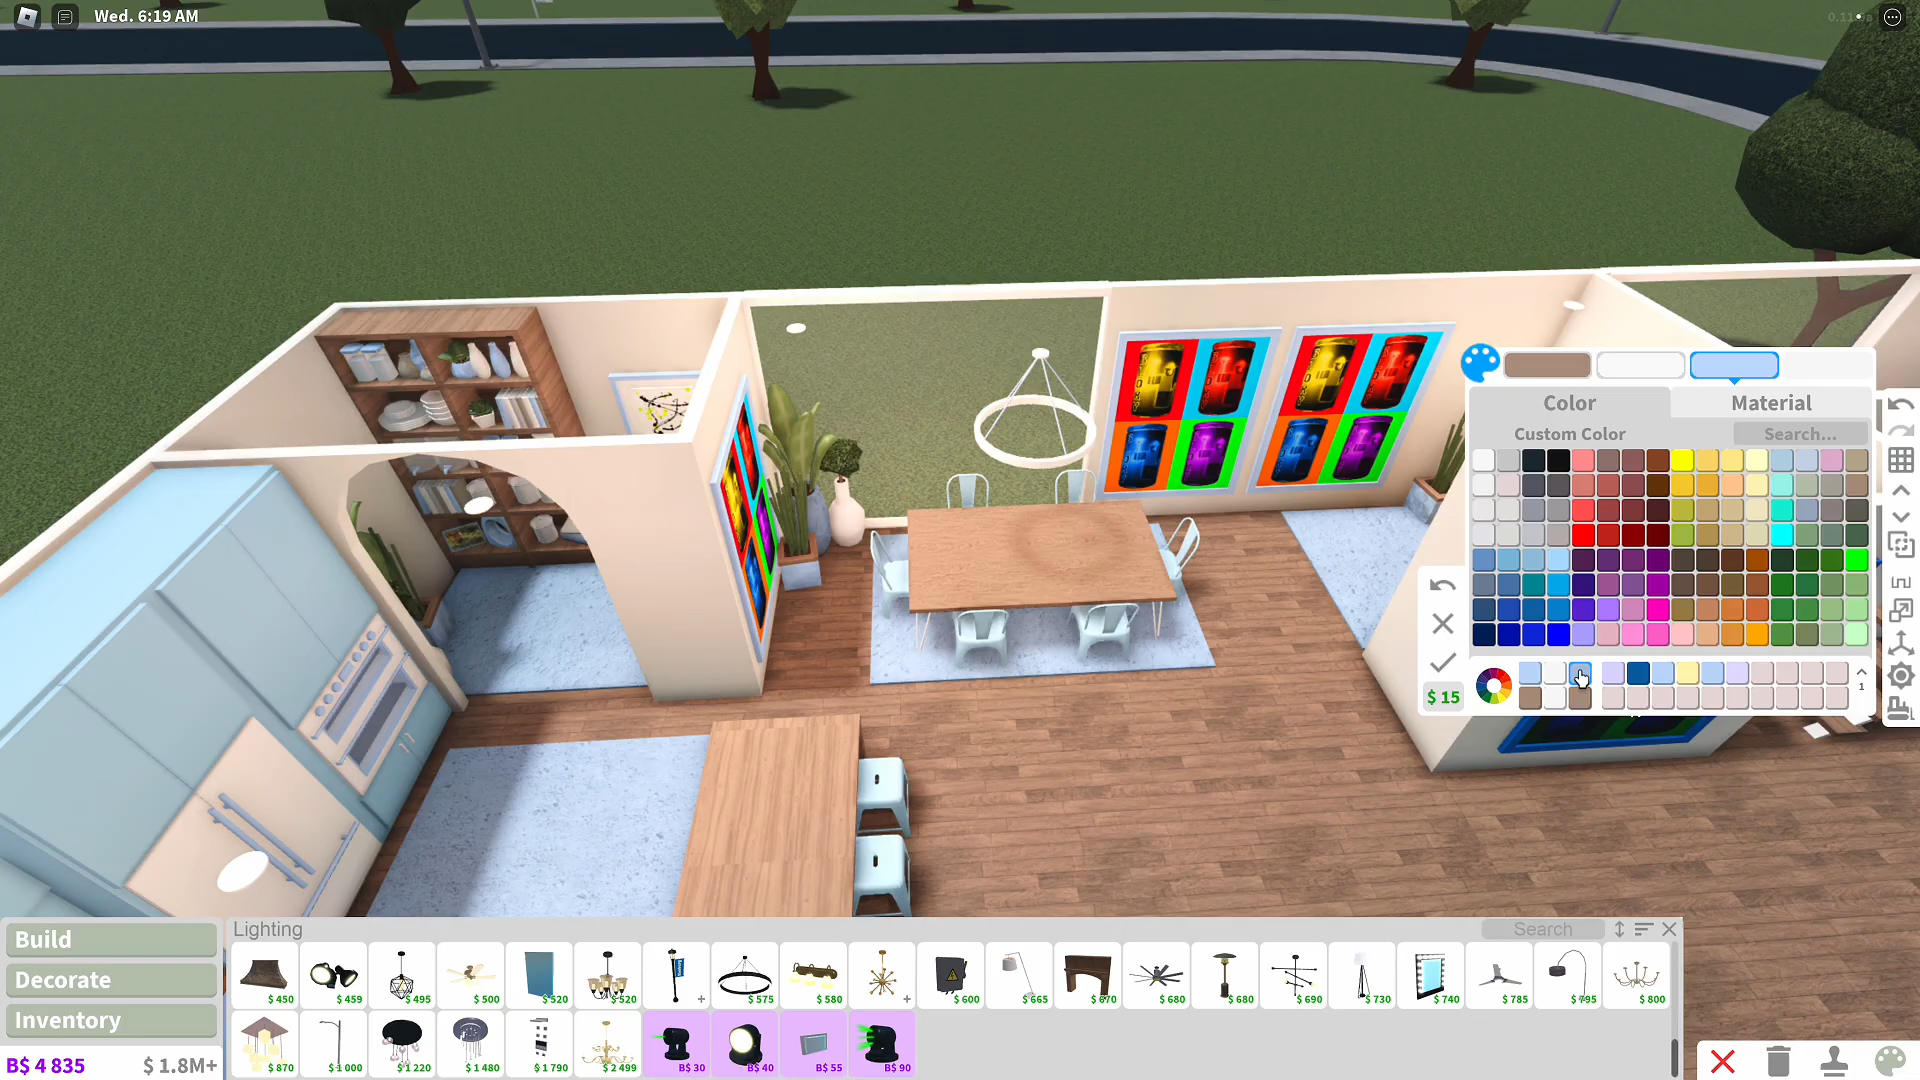 Wed. 6:19 AM
Color
Material
Custom Color
Search...
$ 15
1
Build
Decorate
Inventory
B$ 4 835
$ 1.8M+
Lighting
Search
$ 450
$ 459
$ 495
$ 500
$ 520
$ 520
+
$ 575
$ 580
+
$ 600
$ 665
$ 670
$ 680
$ 680
$ 690
$ 730
$ 740
$ 785
$ 795
$ 800
$ 870
$ 1 000
$ 1 220
$ 1 480
$ 1 790
$ 2 499
B$ 30
B$ 40
B$ 55
B$ 90